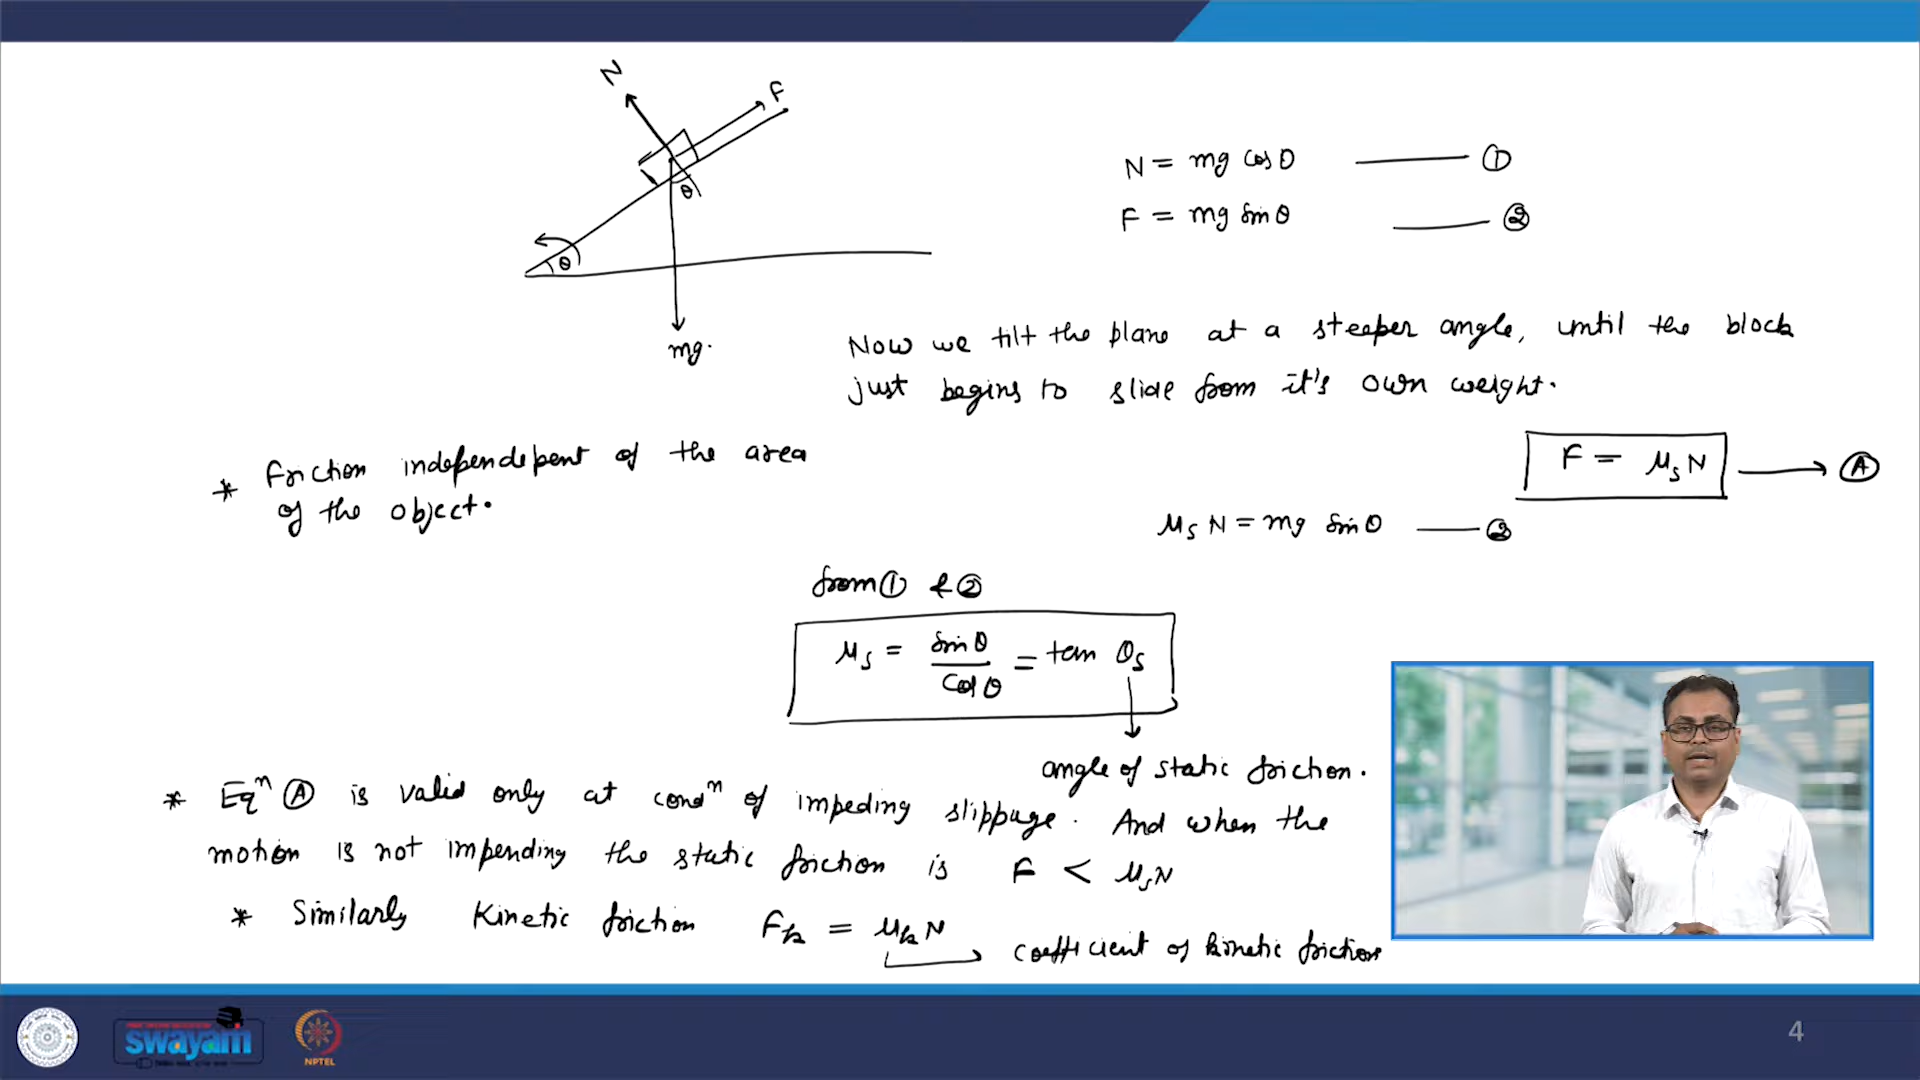 N
F
θ
θ
mg.
N = mg cos θ ①
F = mg sin θ ②
Now we tilt the plane at a steeper angle, until the block
just begins to slide from it's own weight.
* Friction independepent of the area
of the object.
F = μₛ N Ⓐ
μₛ N = mg sin θ ②
from ① & ②
μₛ = sin θ / cos θ = tan θₛ
angle of static friction.
* Eqⁿ Ⓐ is valid only at condⁿ of impeding slippage. And when the
motion is not impending the static friction is F < μₛN
* Similarly Kinetic friction Fₖ = μₖ N
coefficient of kinetic friction
swayam
NPTEL
4